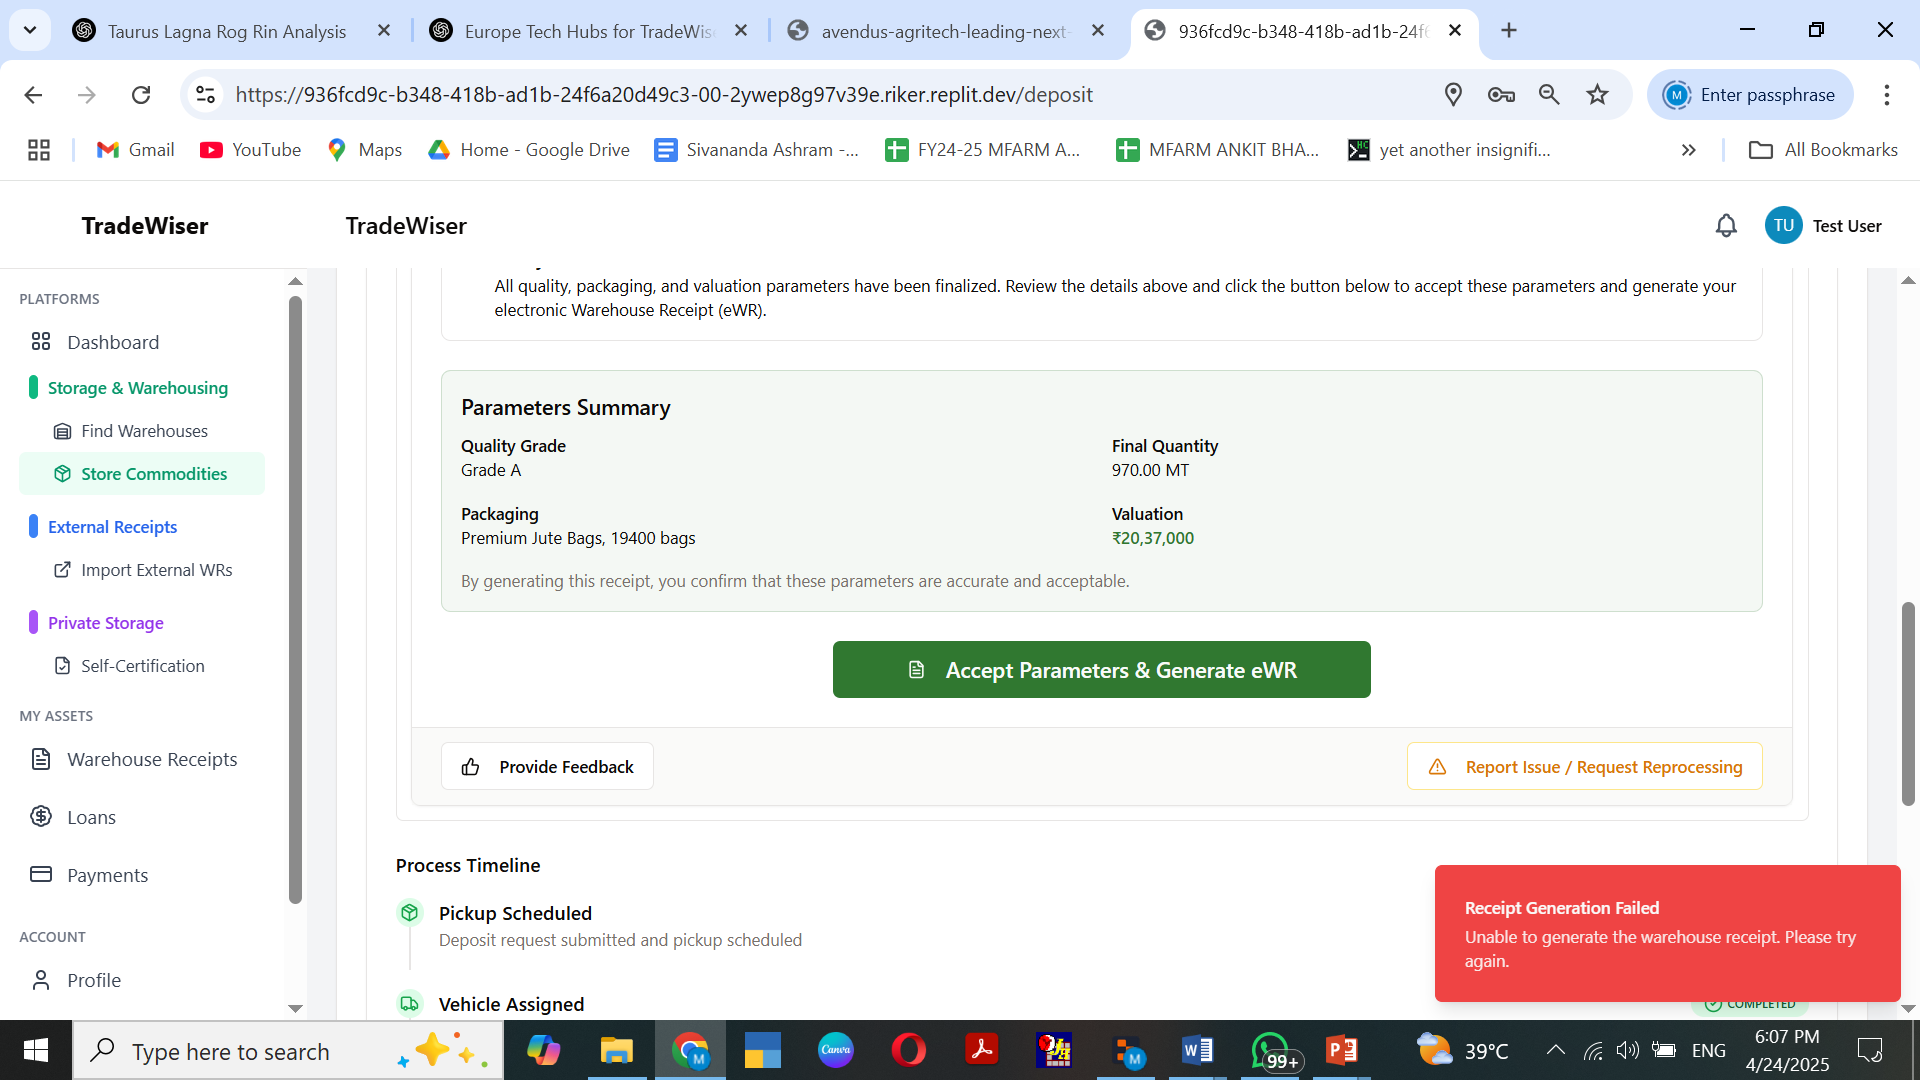 Taurus Lagna Rog Rin Analysis
Europe Tech Hubs for TradeWise
avendus-agritech-leading-next-
936fcd9c-b348-418b-ad1b-24f6
https://936fcd9c-b348-418b-ad1b-24f6a20d49c3-00-2ywep8g97v39e.riker.replit.dev/deposit
M
Enter passphrase
Gmail
YouTube
Maps
Home - Google Drive
Sivananda Ashram -...
FY24-25 MFARM A...
MFARM ANKIT BHA...
yet another insignifi...
All Bookmarks
TradeWiser
TradeWiser
TU
Test User
PLATFORMS
Dashboard
Storage & Warehousing
Find Warehouses
Store Commodities
External Receipts
Import External WRs
Private Storage
Self-Certification
MY ASSETS
Warehouse Receipts
Loans
Payments
ACCOUNT
Profile
All quality, packaging, and valuation parameters have been finalized. Review the details above and click the button below to accept these parameters and generate your
electronic Warehouse Receipt (eWR).
Parameters Summary
Quality Grade
Grade A
Final Quantity
970.00 MT
Packaging
Premium Jute Bags, 19400 bags
Valuation
₹20,37,000
By generating this receipt, you confirm that these parameters are accurate and acceptable.
Accept Parameters & Generate eWR
Provide Feedback
Report Issue / Request Reprocessing
Process Timeline
Pickup Scheduled
Deposit request submitted and pickup scheduled
Vehicle Assigned
COMPLETED
Receipt Generation Failed
Unable to generate the warehouse receipt. Please try
again.
Type here to search
Canva
99+
39°C
ENG
6:07 PM
4/24/2025